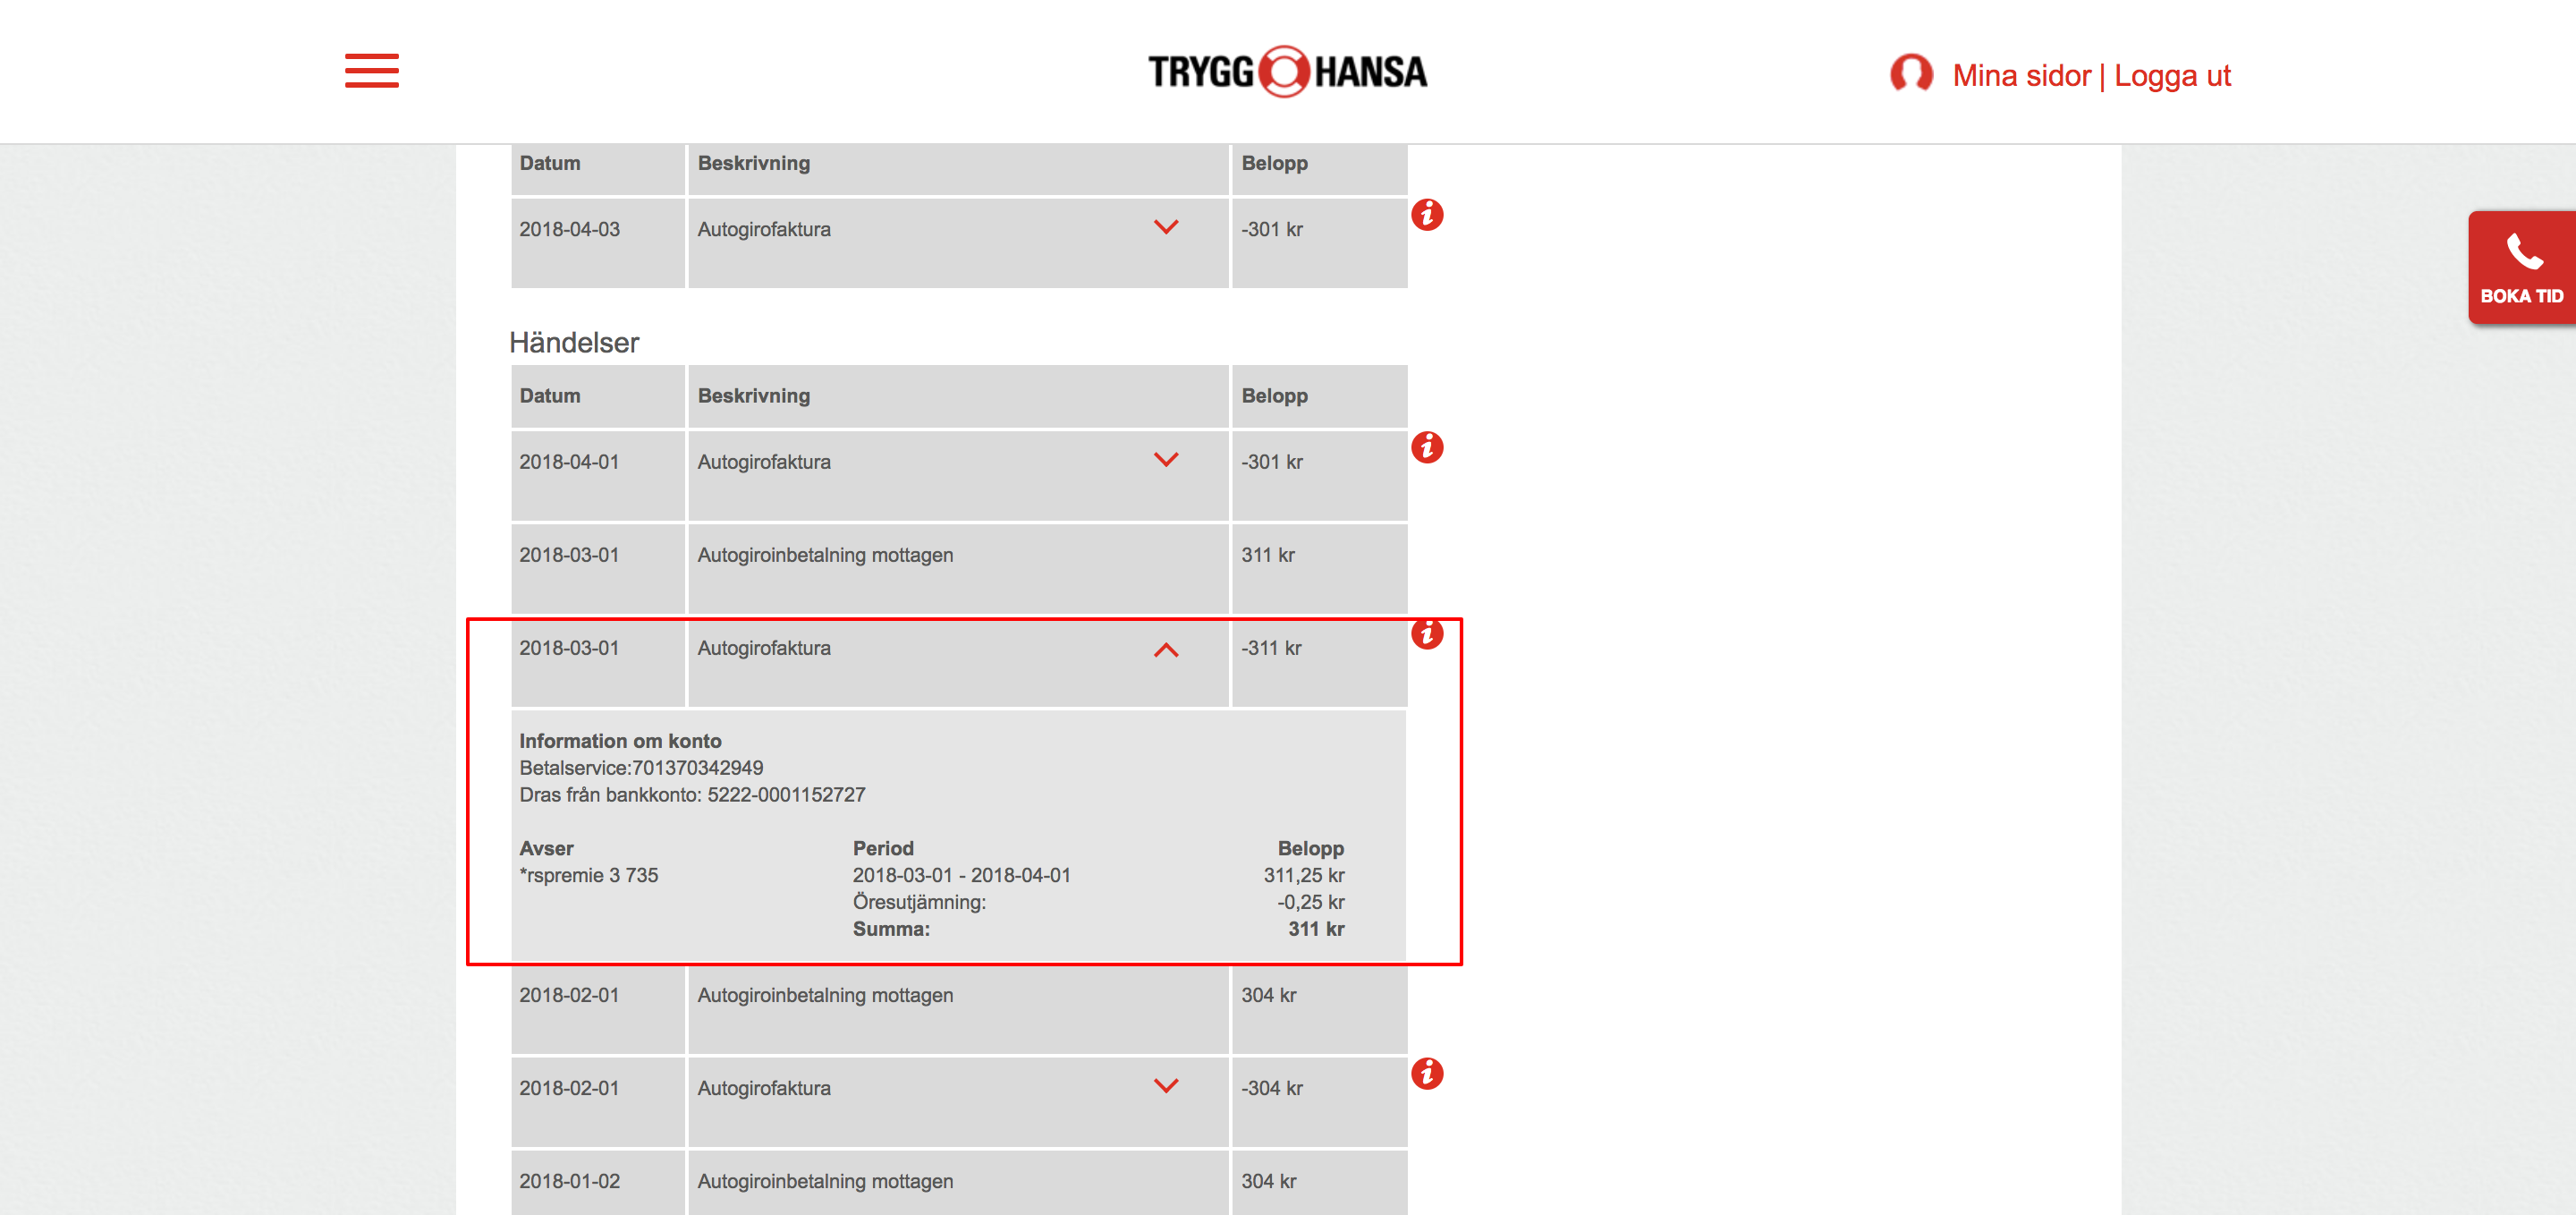 TRYGG HANSA
Mina sidor | Logga ut
BOKA TID
Datum Beskrivning Belopp
2018-04-03 Autogirofaktura -301 kr
Händelser
Datum Beskrivning Belopp
2018-04-01 Autogirofaktura -301 kr
2018-03-01 Autogiroinbetalning mottagen 311 kr
2018-03-01 Autogirofaktura -311 kr
Information om konto
Betalservice:701370342949
Dras från bankkonto: 5222-0001152727
Avser Period Belopp
*rspremie 3 735 2018-03-01 - 2018-04-01 311,25 kr
Öresutjämning: -0,25 kr
Summa: 311 kr
2018-02-01 Autogiroinbetalning mottagen 304 kr
2018-02-01 Autogirofaktura -304 kr
2018-01-02 Autogiroinbetalning mottagen 304 kr